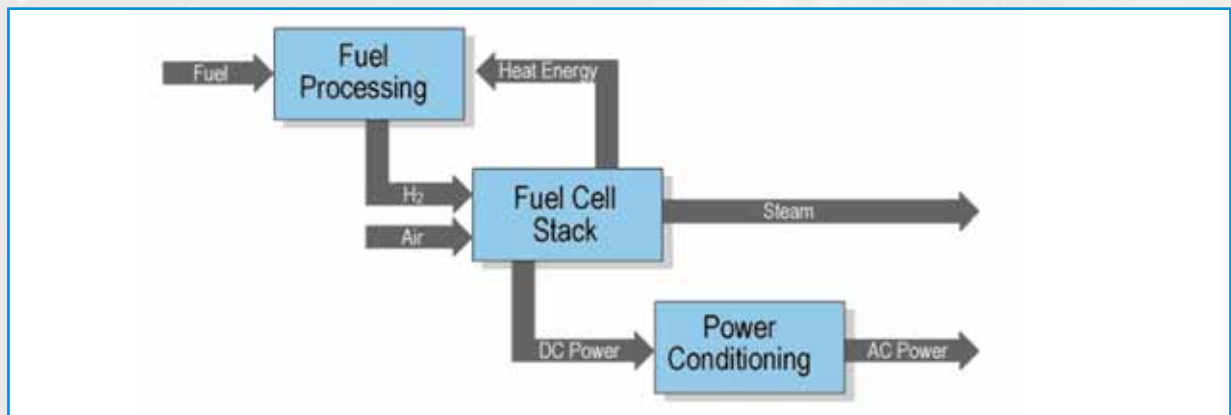 Fuel
Fuel
Processing
Heat Energy
H₂
Air
Fuel Cell
Stack
Steam
DC Power
Power
Conditioning
AC Power